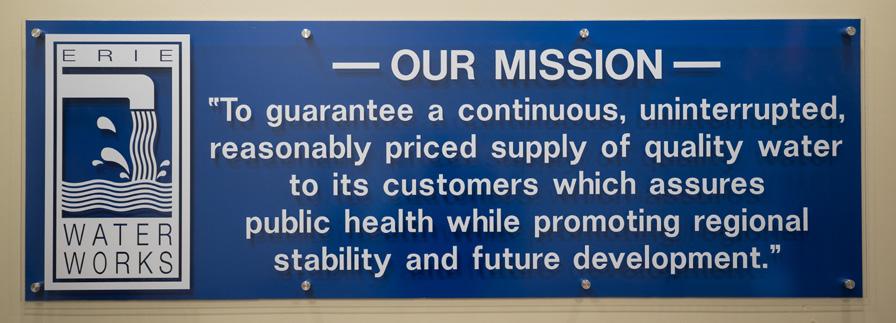 ERIE
WATER
WORKS
— OUR MISSION —
"To guarantee a continuous, uninterrupted,
reasonably priced supply of quality water
to its customers which assures
public health while promoting regional
stability and future development."